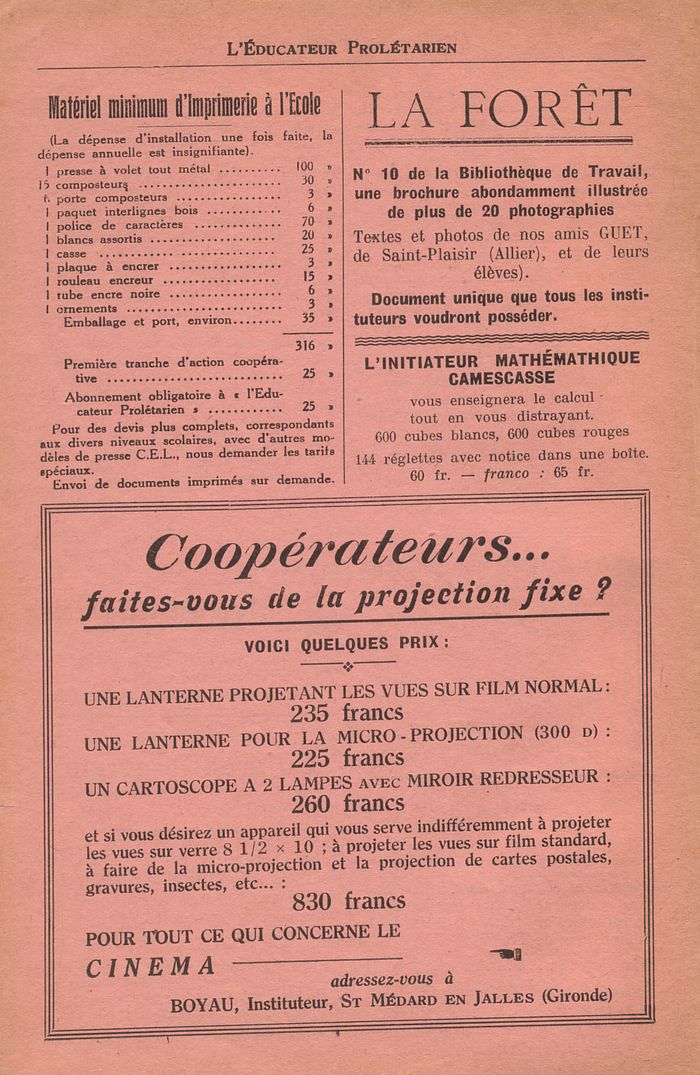 L'Éducateur Prolétarien
Matériel minimum d'Imprimerie à l'Ecole
(La dépense d'installation une fois faite, la
dépense annuelle est insignifiante).
1 presse à volet tout métal .......... 100 »
15 composteurs .................... 30 »
6 porte composteurs ............... 3 »
1 paquet interlignes bois ........... 6 »
1 police de caractères ............. 70 »
1 blancs assortis .................. 20 »
1 casse .......................... 25 »
1 plaque à encrer ................ 3 »
1 rouleau encreur ................ 15 »
1 tube encre noire ................ 6 »
1 ornements ...................... 3 »
Emballage et port, environ........ 35 »
316 »
Première tranche d'action coopéra-
tive ......................... 25 »
Abonnement obligatoire à « l'Edu-
cateur Prolétarien » ........... 25 »
Pour des devis plus complets, correspondants
aux divers niveaux scolaires, avec d'autres mo-
dèles de presse C.E.L., nous demander les tarifs
spéciaux.
Envoi de documents imprimés sur demande.
LA FORÊT
N° 10 de la Bibliothèque de Travail,
une brochure abondamment illustrée
de plus de 20 photographies
Textes et photos de nos amis GUET,
de Saint-Plaisir (Allier), et de leurs
élèves).
Document unique que tous les insti-
tuteurs voudront posséder.
L'INITIATEUR MATHÉMATHIQUE
CAMESCASSE
vous enseignera le calcul
tout en vous distrayant.
600 cubes blancs, 600 cubes rouges
144 réglettes avec notice dans une boîte.
60 fr. — franco : 65 fr.
Coopérateurs...
faites-vous de la projection fixe ?
VOICI QUELQUES PRIX :
UNE LANTERNE PROJETANT LES VUES SUR FILM NORMAL :
235 francs
UNE LANTERNE POUR LA MICRO-PROJECTION (300 D) :
225 francs
UN CARTOSCOPE A 2 LAMPES AVEC MIROIR REDRESSEUR :
260 francs
et si vous désirez un appareil qui vous serve indifféremment à projeter
les vues sur verre 8 1/2 × 10 ; à projeter les vues sur film standard,
à faire de la micro-projection et la projection de cartes postales,
gravures, insectes, etc... :
830 francs
POUR TOUT CE QUI CONCERNE LE
CINEMA
adressez-vous à
BOYAU, Instituteur, St Médard en Jalles (Gironde)